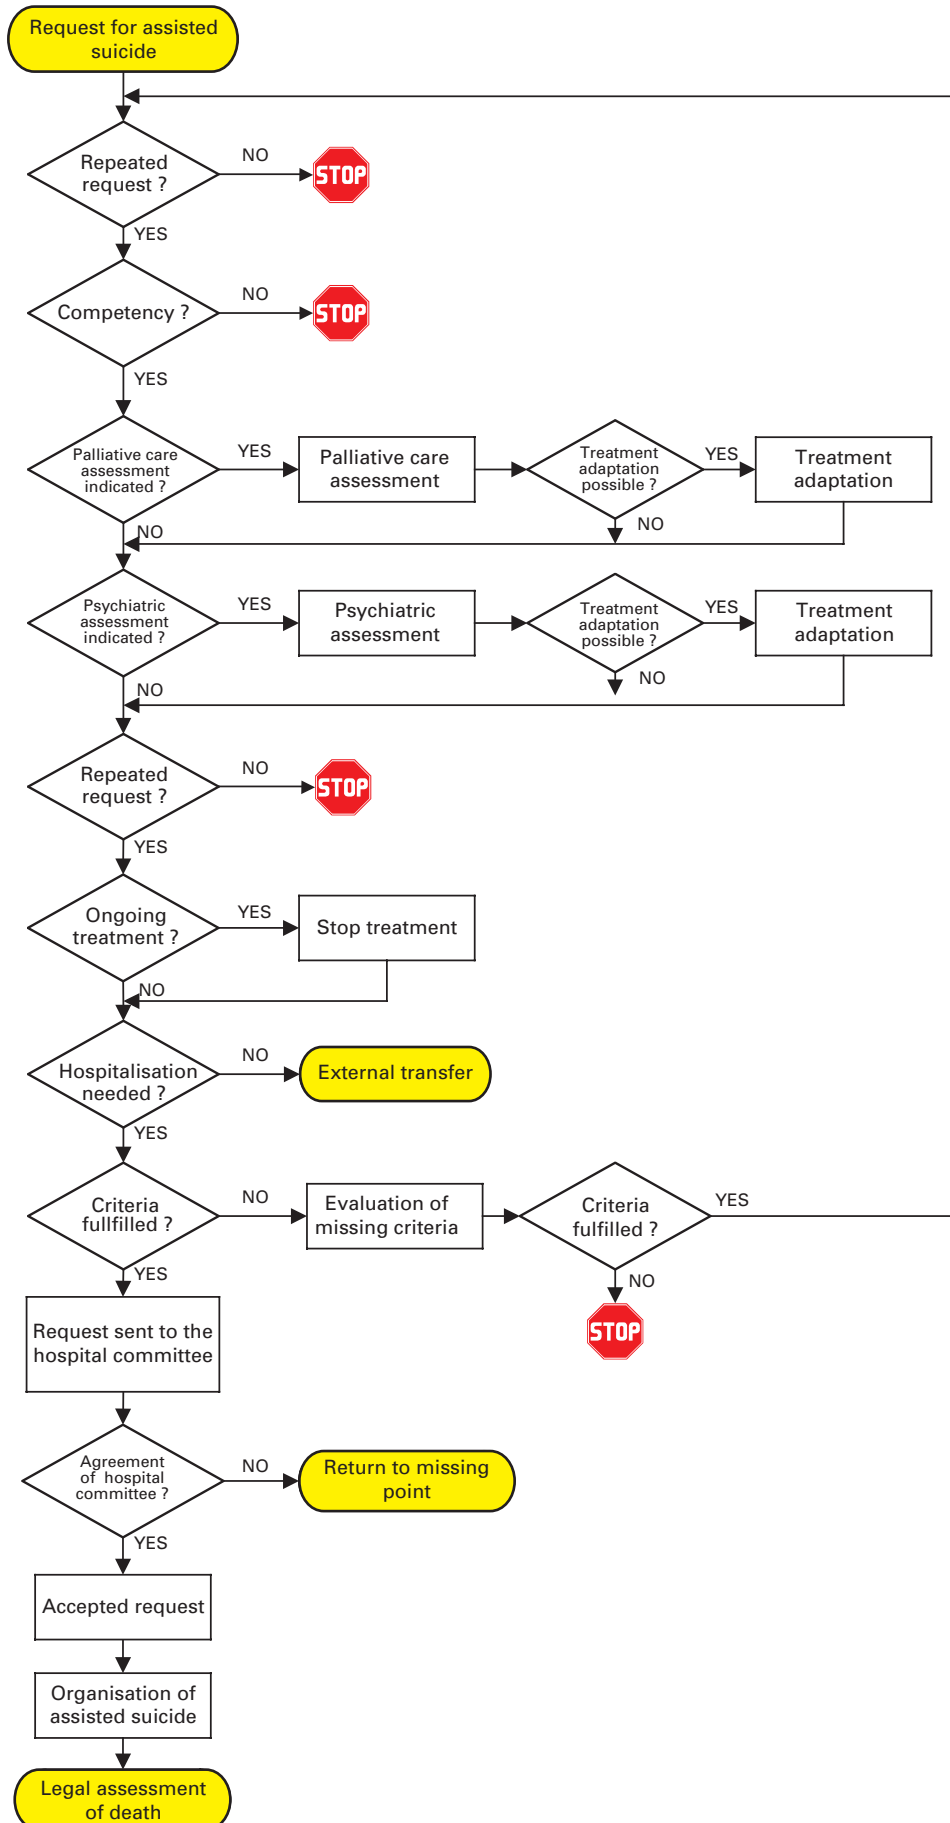 Request for assisted
suicide
Repeated
request ?
NO
STOP
YES
Competency ?
NO
STOP
YES
Palliative care
assessment
indicated ?
YES
Palliative care
assessment
Treatment
adaptation
possible ?
YES
Treatment
adaptation
NO
NO
Psychiatric
assessment
indicated ?
YES
Psychiatric
assessment
Treatment
adaptation
possible ?
YES
Treatment
adaptation
NO
NO
Repeated
request ?
NO
STOP
YES
Ongoing
treatment ?
YES
Stop treatment
NO
Hospitalisation
needed ?
NO
External transfer
YES
Criteria
fullfilled ?
NO
Evaluation of
missing criteria
Criteria
fulfilled ?
YES
YES
NO
STOP
Request sent to the
hospital committee
Agreement
of hospital
committee ?
NO
Return to missing
point
YES
Accepted request
Organisation of
assisted suicide
Legal assessment
of death